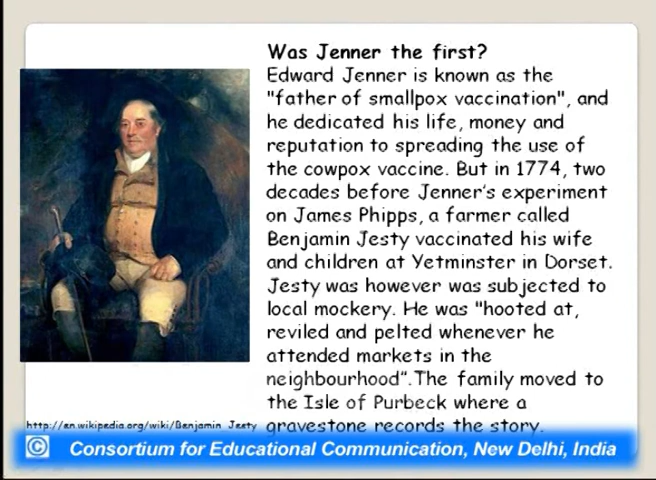 Was Jenner the first?
Edward Jenner is known as the
"father of smallpox vaccination", and
he dedicated his life, money and
reputation to spreading the use of
the cowpox vaccine. But in 1774, two
decades before Jenner's experiment
on James Phipps, a farmer called
Benjamin Jesty vaccinated his wife
and children at Yetminster in Dorset.
Jesty was however was subjected to
local mockery. He was "hooted at,
reviled and pelted whenever he
attended markets in the
neighbourhood".The family moved to
the Isle of Purbeck where a
gravestone records the story.
http://en.wikipedia.org/wiki/Benjamin_Jesty
© Consortium for Educational Communication, New Delhi, India